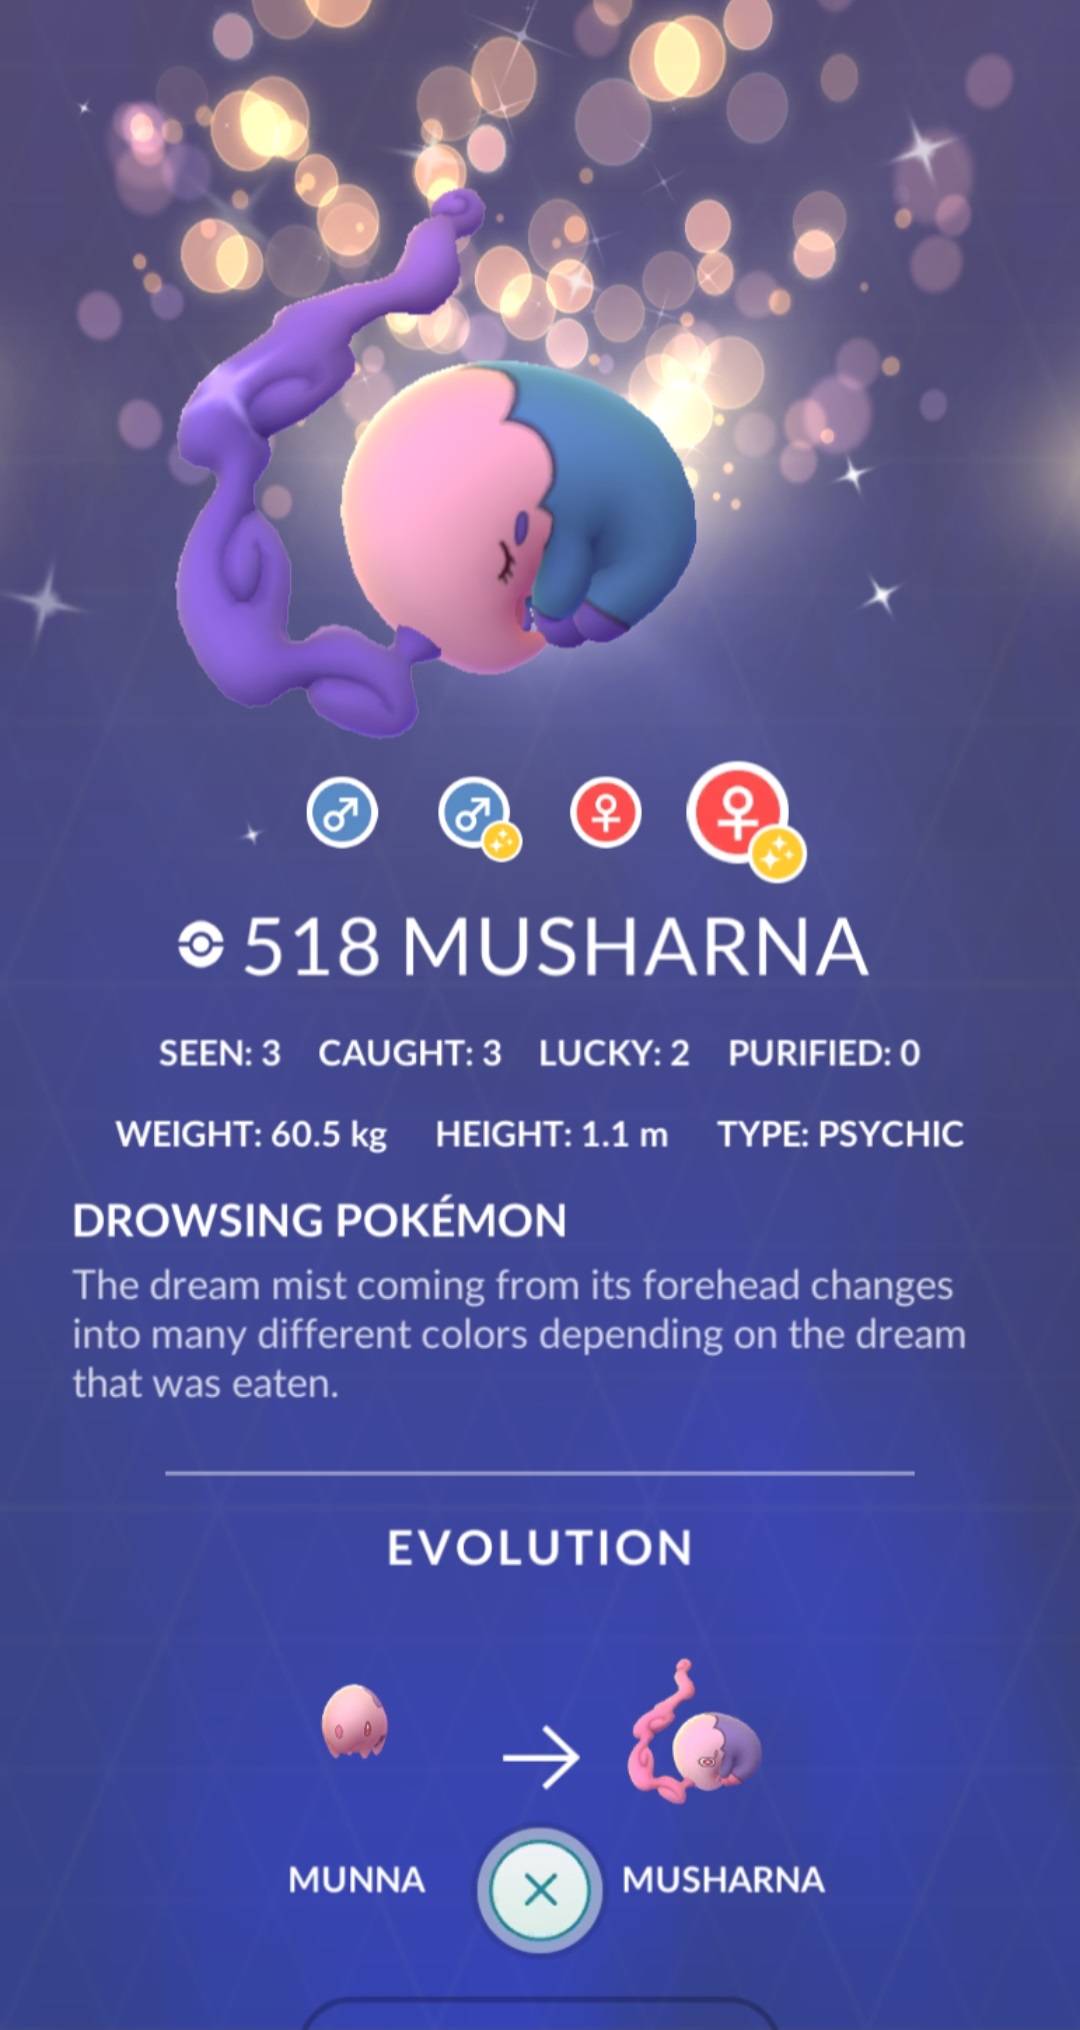 518 MUSHARNA
SEEN: 3 CAUGHT: 3 LUCKY: 2 PURIFIED: 0
WEIGHT: 60.5 kg HEIGHT: 1.1 m TYPE: PSYCHIC
DROWSING POKÉMON
The dream mist coming from its forehead changes
into many different colors depending on the dream
that was eaten.
EVOLUTION
MUNNA MUSHARNA